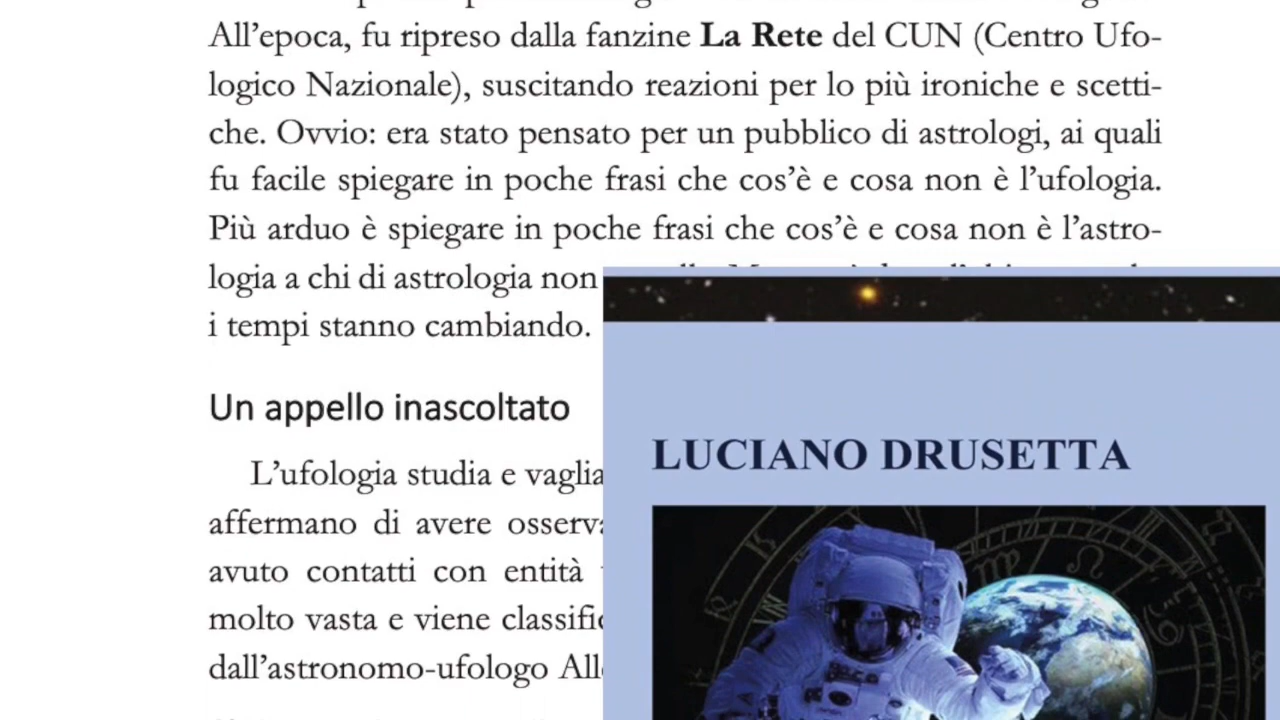 All’epoca, fu ripreso dalla fanzine La Rete del CUN (Centro Ufo-
logico Nazionale), suscitando reazioni per lo più ironiche e scetti-
che. Ovvio: era stato pensato per un pubblico di astrologi, ai quali
fu facile spiegare in poche frasi che cos’è e cosa non è l’ufologia.
Più arduo è spiegare in poche frasi che cos’è e cosa non è l’astro-
logia a chi di astrologia non
i tempi stanno cambiando.
Un appello inascoltato
L’ufologia studia e vaglia
affermano di avere
avuto contatti con entità
molto vasta e viene
dall’astronomo-ufologo
LUCIANO DRUSETTA